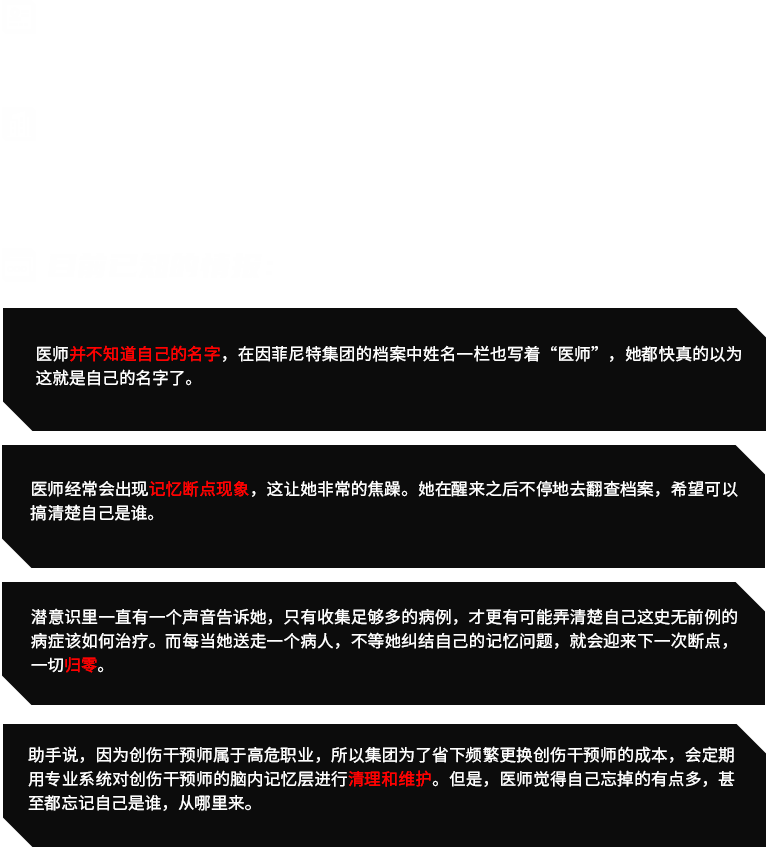 医师并不知道自己的名字，在因菲尼特集团的档案中姓名一栏也写着“医师”，她都快真的以为
这就是自己的名字了。
医师经常会出现记忆断点现象，这让她非常的焦躁。她在醒来之后不停地去翻查档案，希望可以
搞清楚自己是谁。
潜意识里一直有一个声音告诉她，只有收集足够多的病例，才更有可能弄清楚自己这史无前例的
病症该如何治疗。而每当她送走一个病人，不等她纠结自己的记忆问题，就会迎来下一次断点，
一切归零。
助手说，因为创伤干预师属于高危职业，所以集团为了省下频繁更换创伤干预师的成本，会定期
用专业系统对创伤干预师的脑内记忆层进行清理和维护。但是，医师觉得自己忘掉的有点多，甚
至都忘记自己是谁，从哪里来。